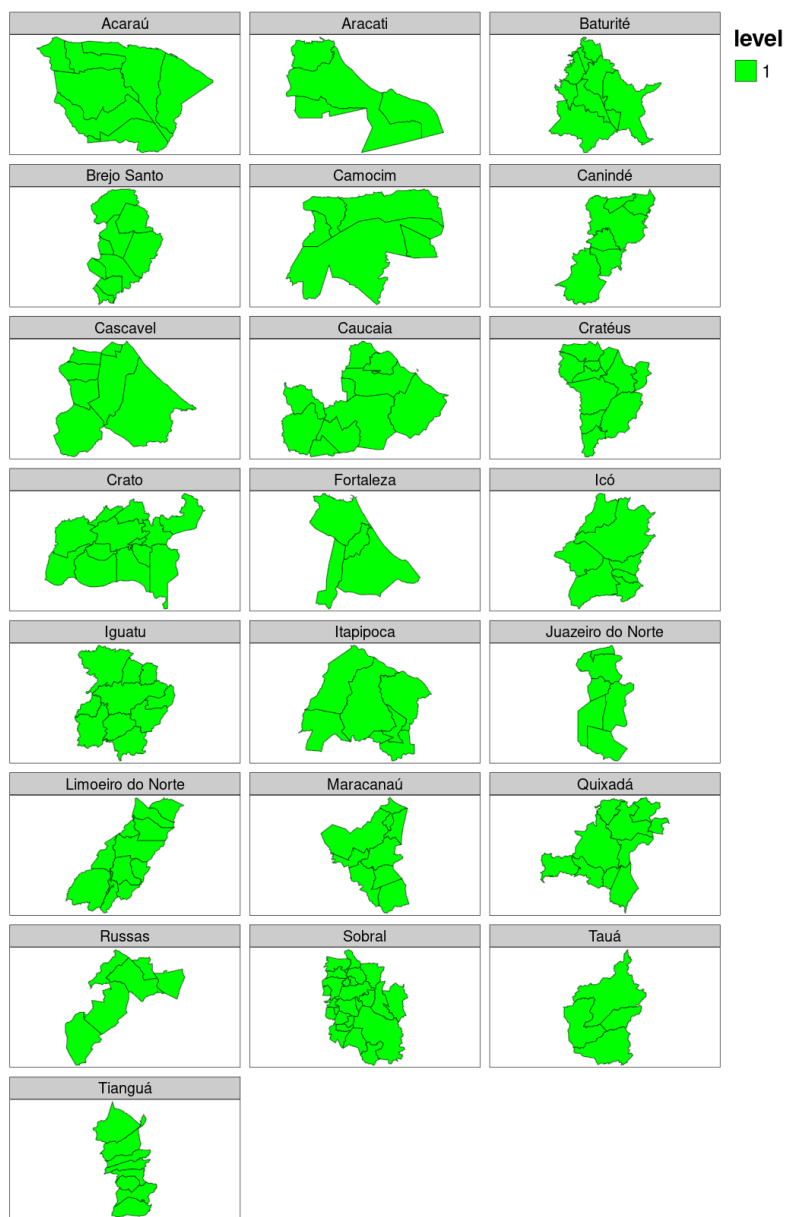 Acaraú
Aracati
Baturité
level
1
Brejo Santo
Camocim
Canindé
Cascavel
Caucaia
Cratéus
Crato
Fortaleza
Icó
Iguatu
Itapipoca
Juazeiro do Norte
Limoeiro do Norte
Maracanaú
Quixadá
Russas
Sobral
Tauá
Tianguá